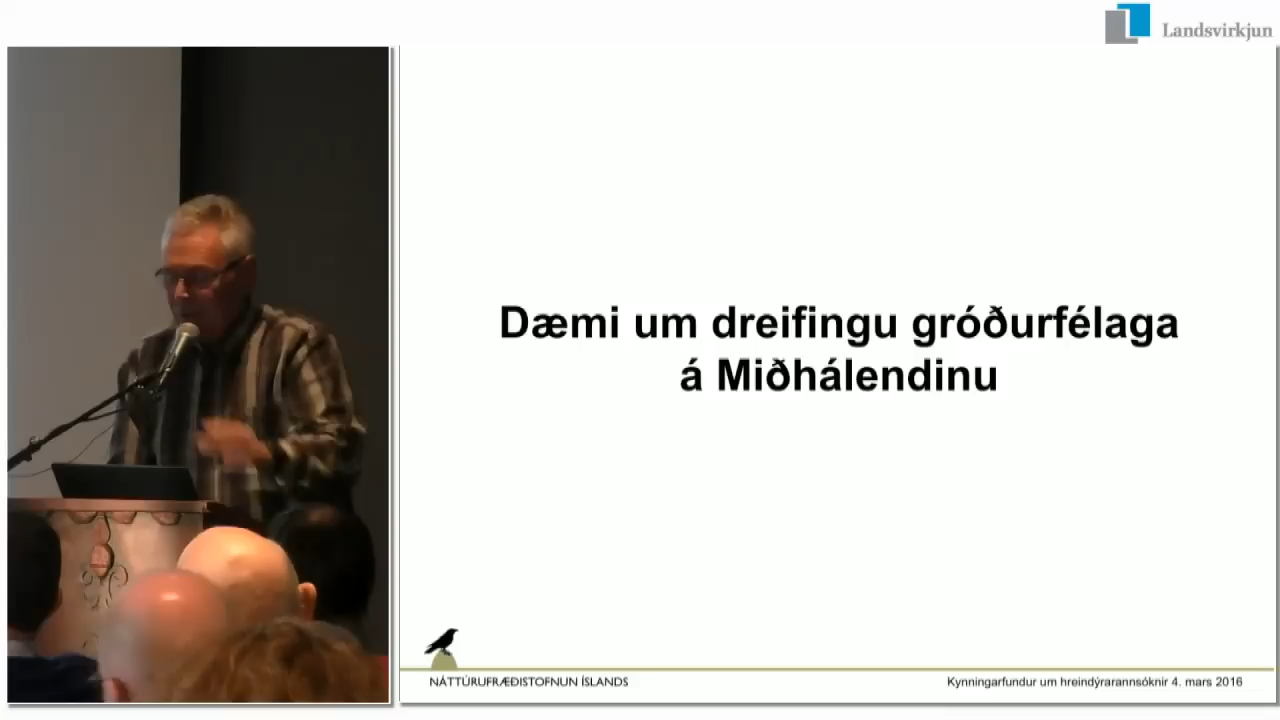 Landsvirkjun
Dæmi um dreifingu gróðurfélaga
á Miðhálendinu
NÁTTÚRUFRÆÐISTOFNUN ÍSLANDS
Kynningarfundur um hreindýrarannsóknir 4. mars 2016